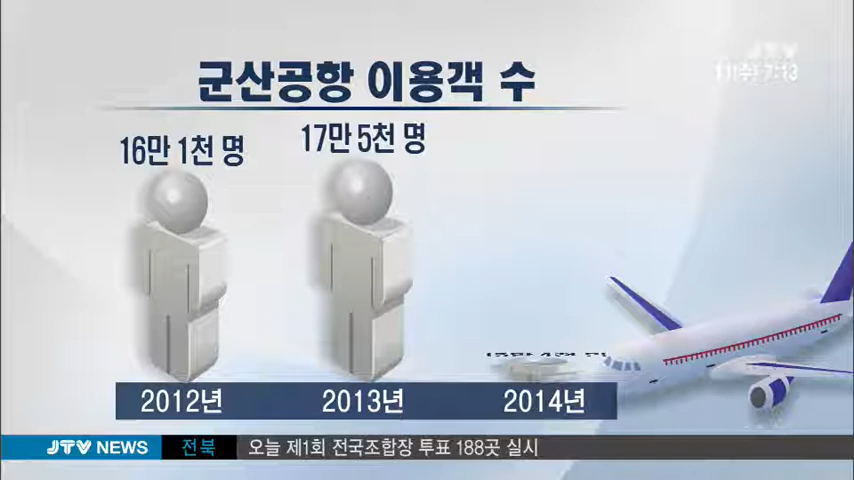 JTV
군산공항 이용객 수
16만 1천 명
17만 5천 명
2012년
2013년
2014년
JTV NEWS
전북
오늘 제1회 전국조합장 투표 188곳 실시